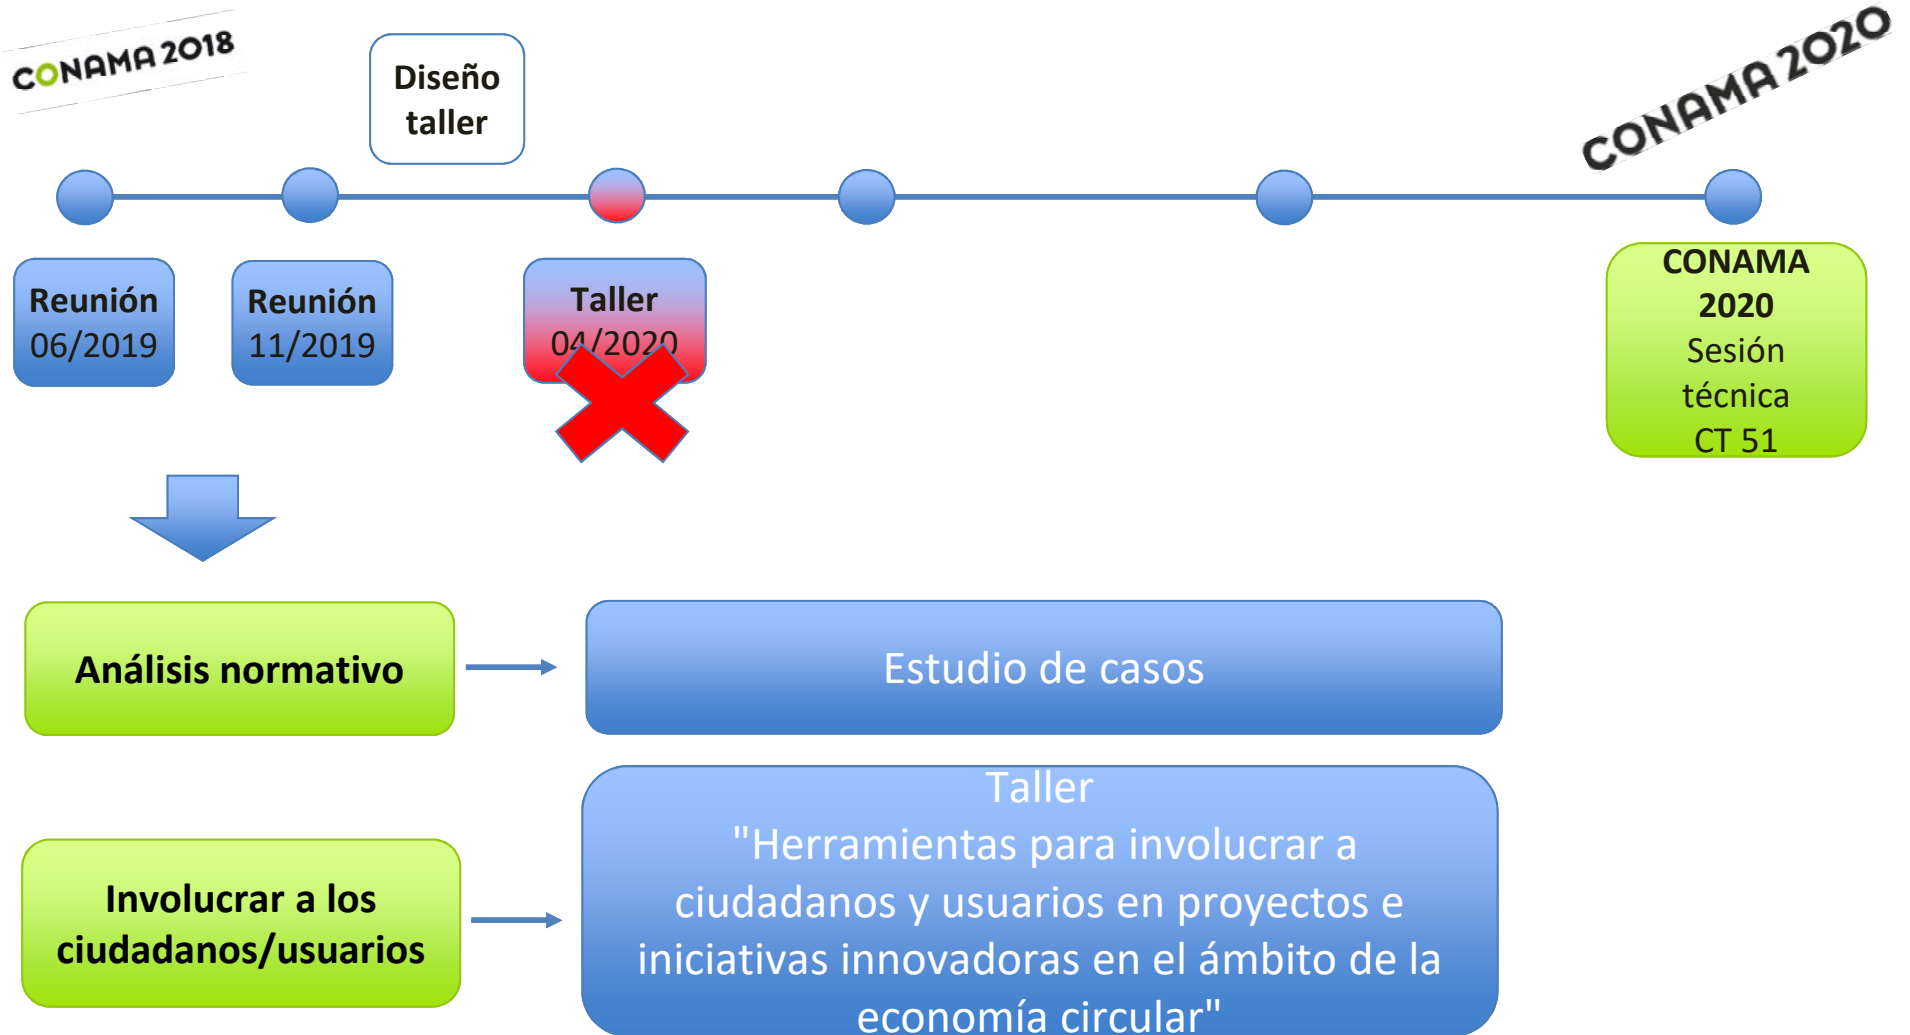 CONAMA 2018
Diseño
taller
CONAMA 2020
Reunión
06/2019
Reunión
11/2019
Taller
04/2020
CONAMA
2020
Sesión
técnica
CT 51
Análisis normativo
Estudio de casos
Involucrar a los
ciudadanos/usuarios
Taller
"Herramientas para involucrar a
ciudadanos y usuarios en proyectos e
iniciativas innovadoras en el ámbito de la
economía circular"